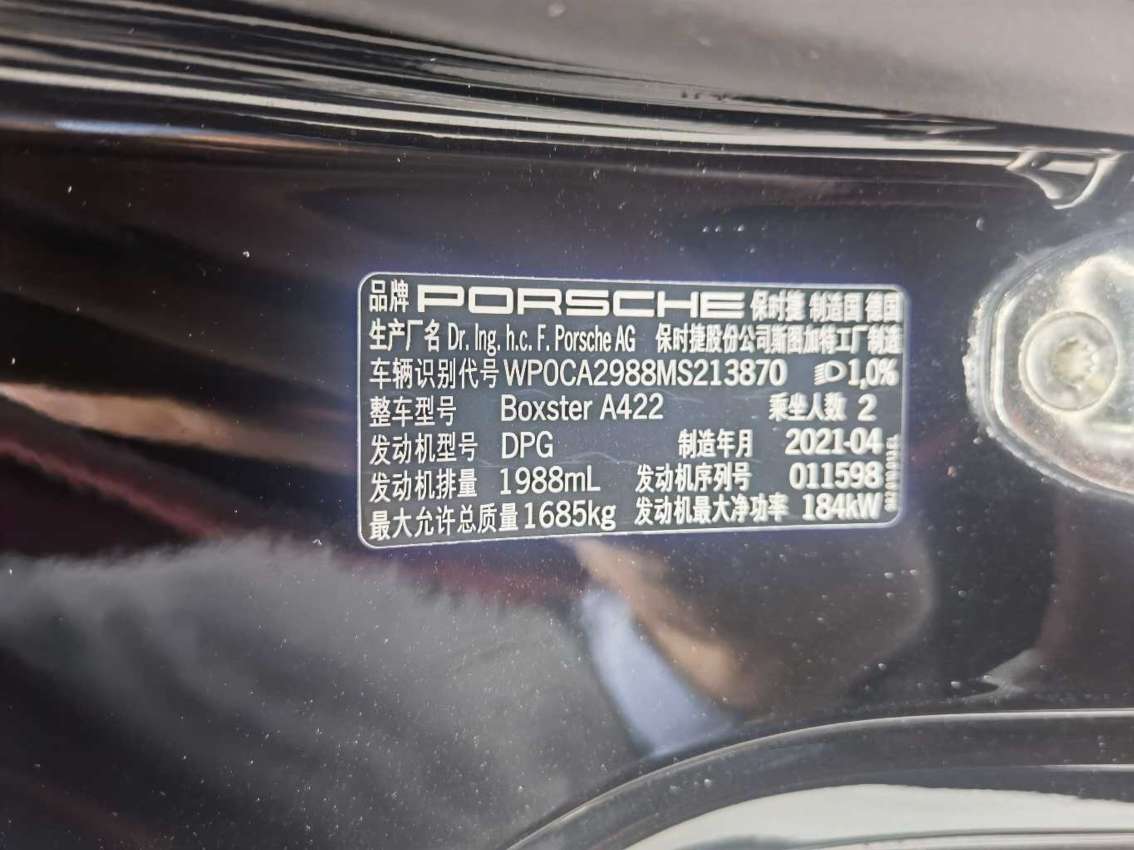 品牌 PORSCHE 保时捷 制造国 德国
生产厂名 Dr. Ing. h.c. F. Porsche AG 保时捷股份公司斯图加特工厂制造
车辆识别代号 WP0CA2988MS213870 1,0%
整车型号 Boxster A422 乘坐人数 2
发动机型号 DPG 制造年月 2021-04
发动机排量 1988mL 发动机序列号 011598
最大允许总质量 1685kg 发动机最大净功率 184kW